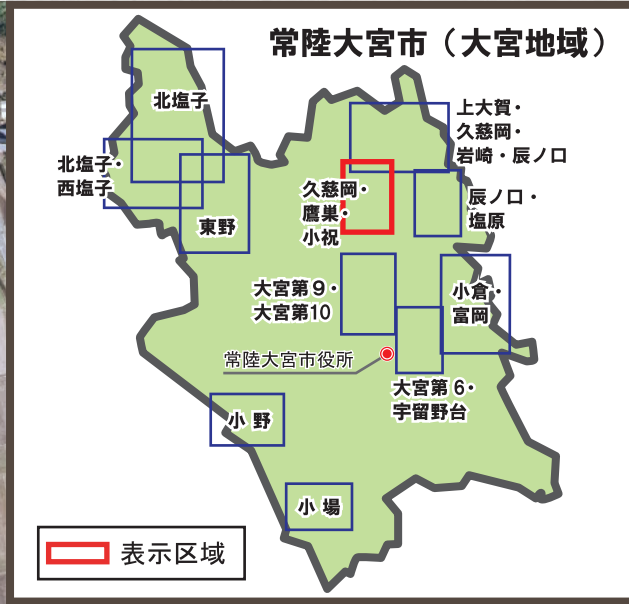 常陸大宮市（大宮地域）
北塩子
上大賀・
久慈岡・
岩崎・辰ノ口
北塩子・
西塩子
久慈岡・
鷹巣・
小祝
辰ノ口・
塩原
東野
大宮第９・
大宮第10
小倉・
富岡
常陸大宮市役所
大宮第６・
宇留野台
小 野
小 場
表示区域